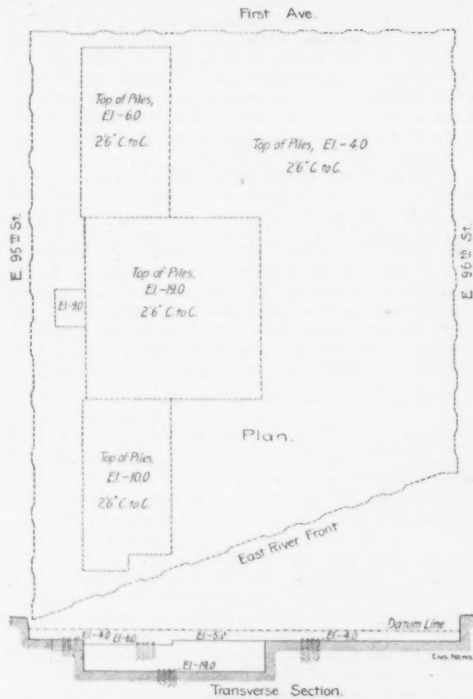 First Ave.
Top of Piles,
El.-6.0
2'6" C. to C.
Top of Piles, El.-4.0
2'6" C. to C.
E. 95th St.
E. 96th St.
Top of Piles,
El.-19.0
2'6" C. to C.
El.-9.0
Plan.
Top of Piles,
El.-10.0
2'6" C. to C.
East River Front
Datum Line
El.-4.0
El.-6.0
El.-5.0
El.-4.0
El.-19.0
ENG. NEWS
Transverse Section.